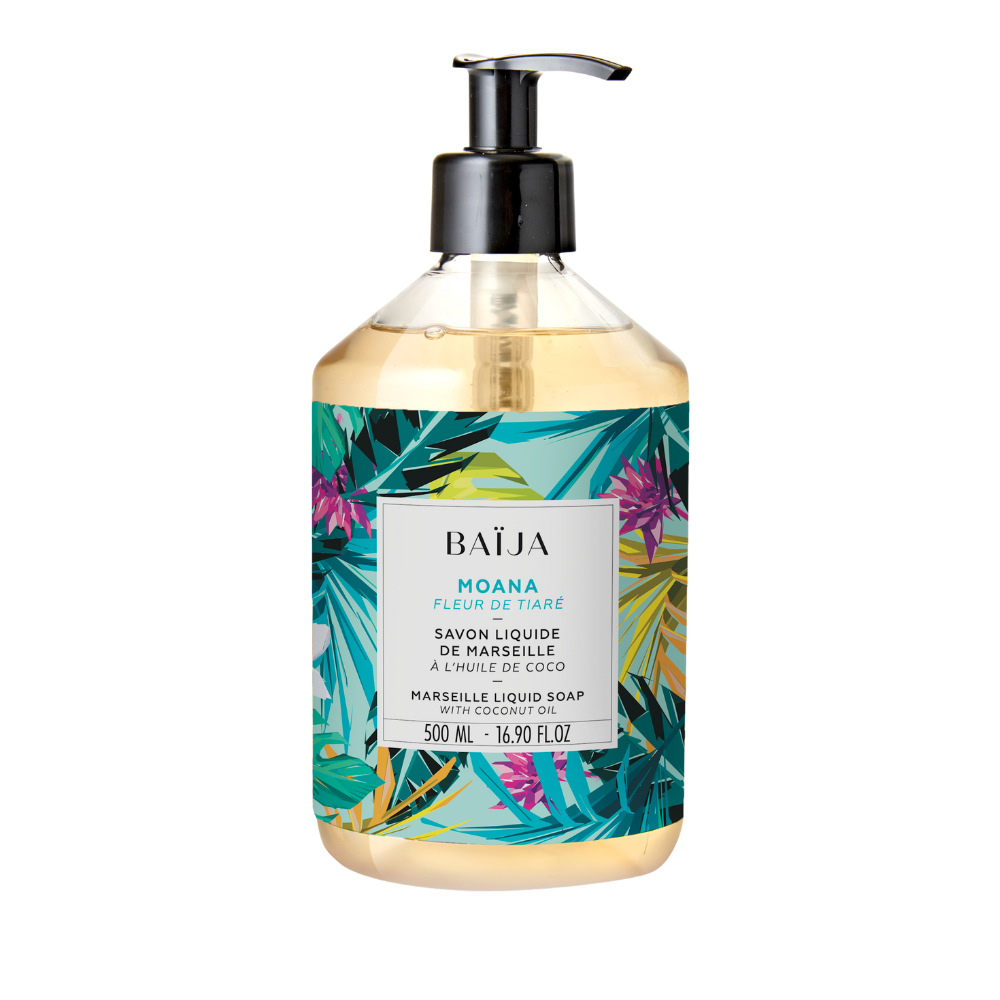 BAÏJA
MOANA
FLEUR DE TIARÉ
SAVON LIQUIDE
DE MARSEILLE
À L'HUILE DE COCO
MARSEILLE LIQUID SOAP
WITH COCONUT OIL
500 ML - 16.90 FL.OZ